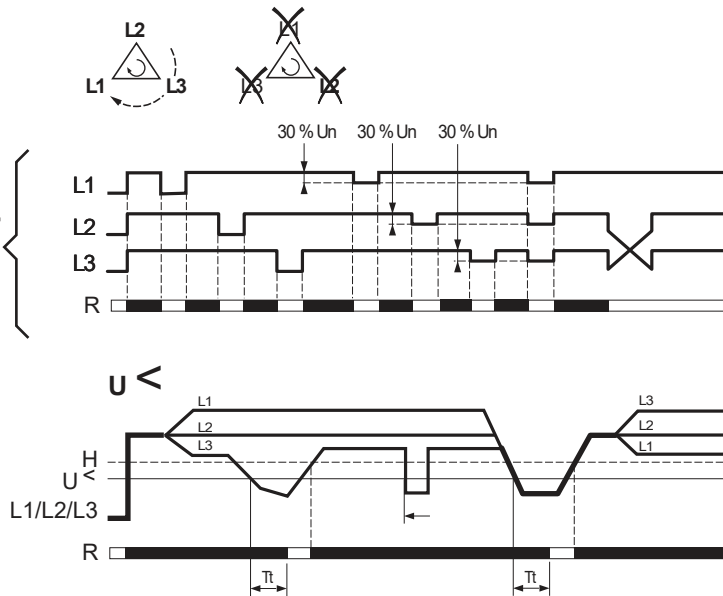 L2
L1 L3
L1
L3 L2
30 % Un 30 % Un 30 % Un
L1
L2
L3
R
U <
L1
L2
L3
L3
L2
L1
H
U <
L1/L2/L3
R
Tt Tt